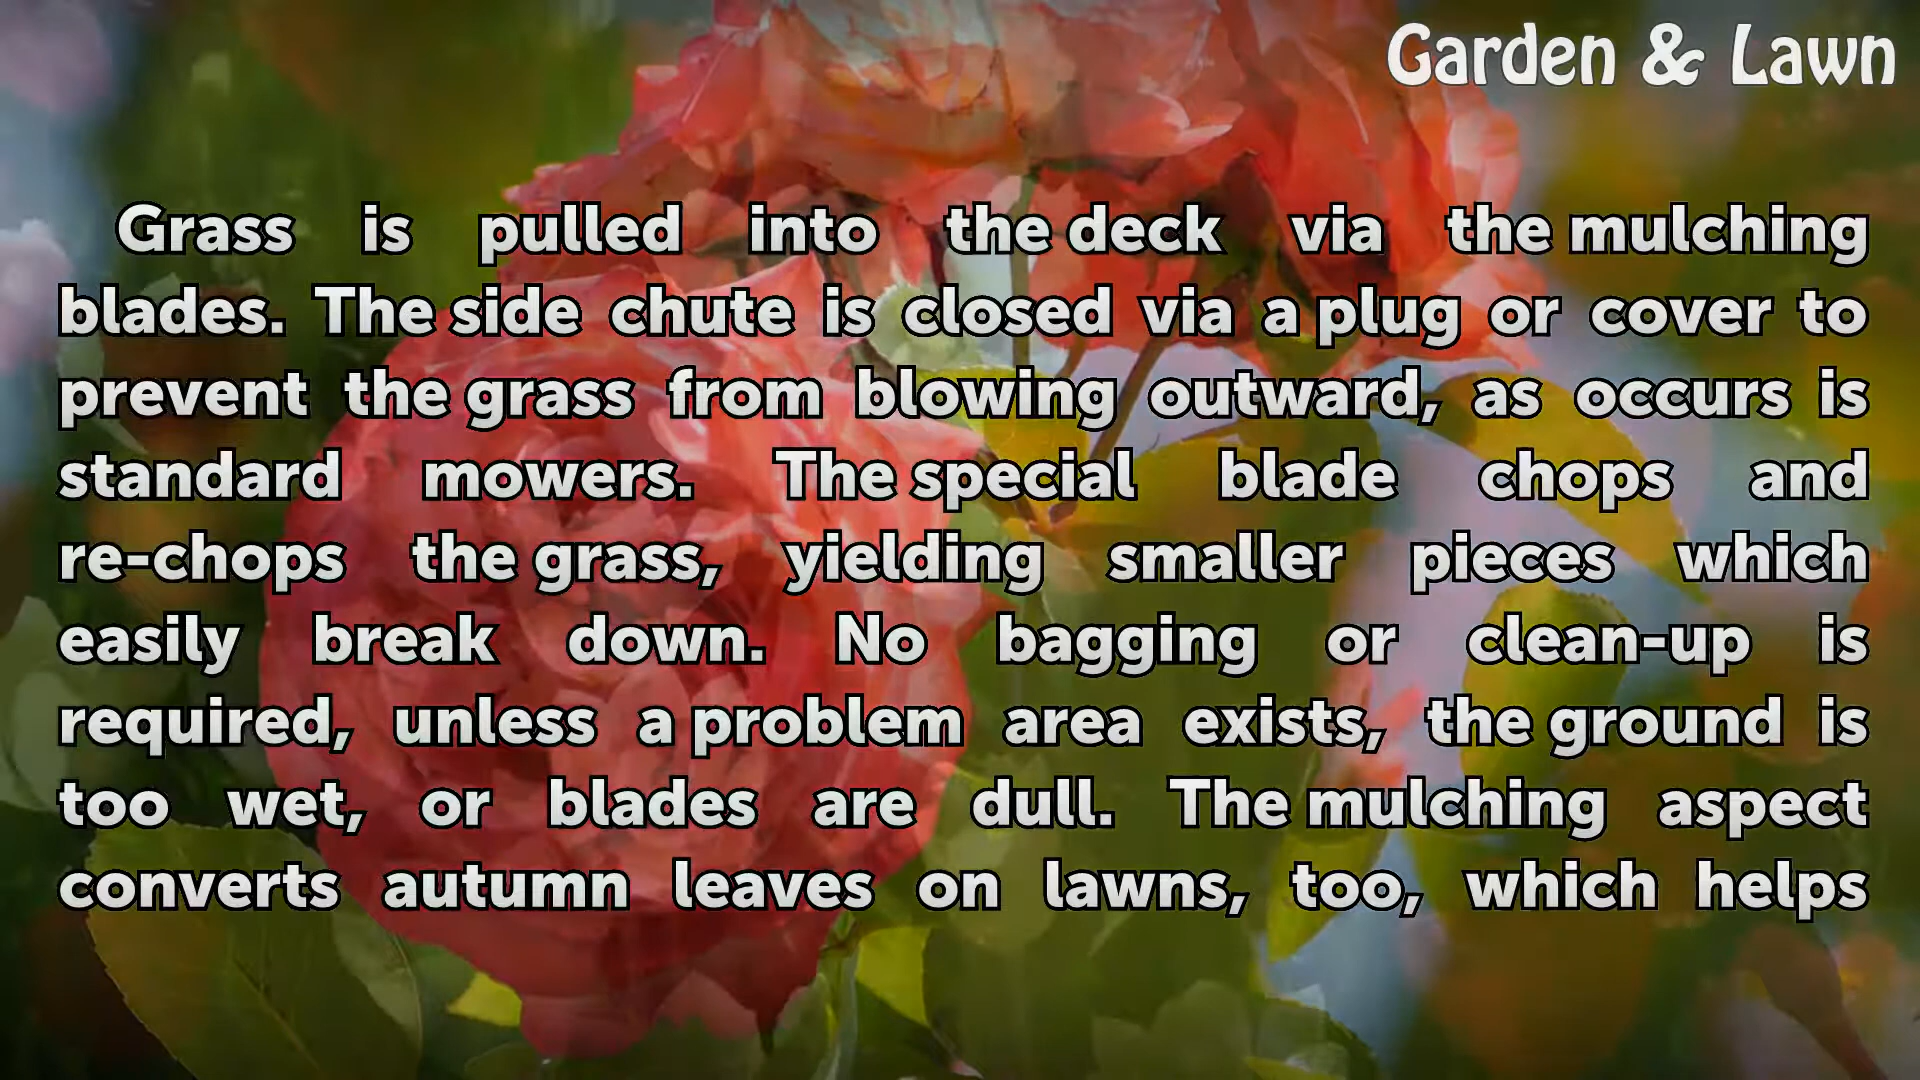 Garden & Lawn
Grass is pulled into the deck via the mulching
blades. The side chute is closed via a plug or cover to
prevent the grass from blowing outward, as occurs is
standard mowers. The special blade chops and
re-chops the grass, yielding smaller pieces which
easily break down. No bagging or clean-up is
required, unless a problem area exists, the ground is
too wet, or blades are dull. The mulching aspect
converts autumn leaves on lawns, too, which helps